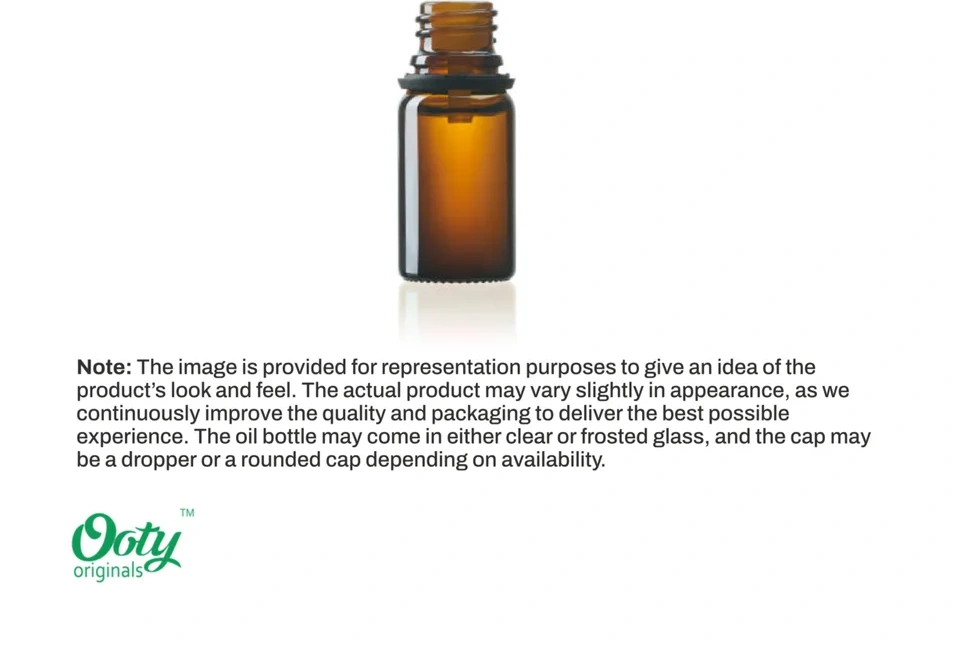 Note: The image is provided for representation purposes to give an idea of the
product’s look and feel. The actual product may vary slightly in appearance, as we
continuously improve the quality and packaging to deliver the best possible
experience. The oil bottle may come in either clear or frosted glass, and the cap may
be a dropper or a rounded cap depending on availability.
Ooty TM
originals